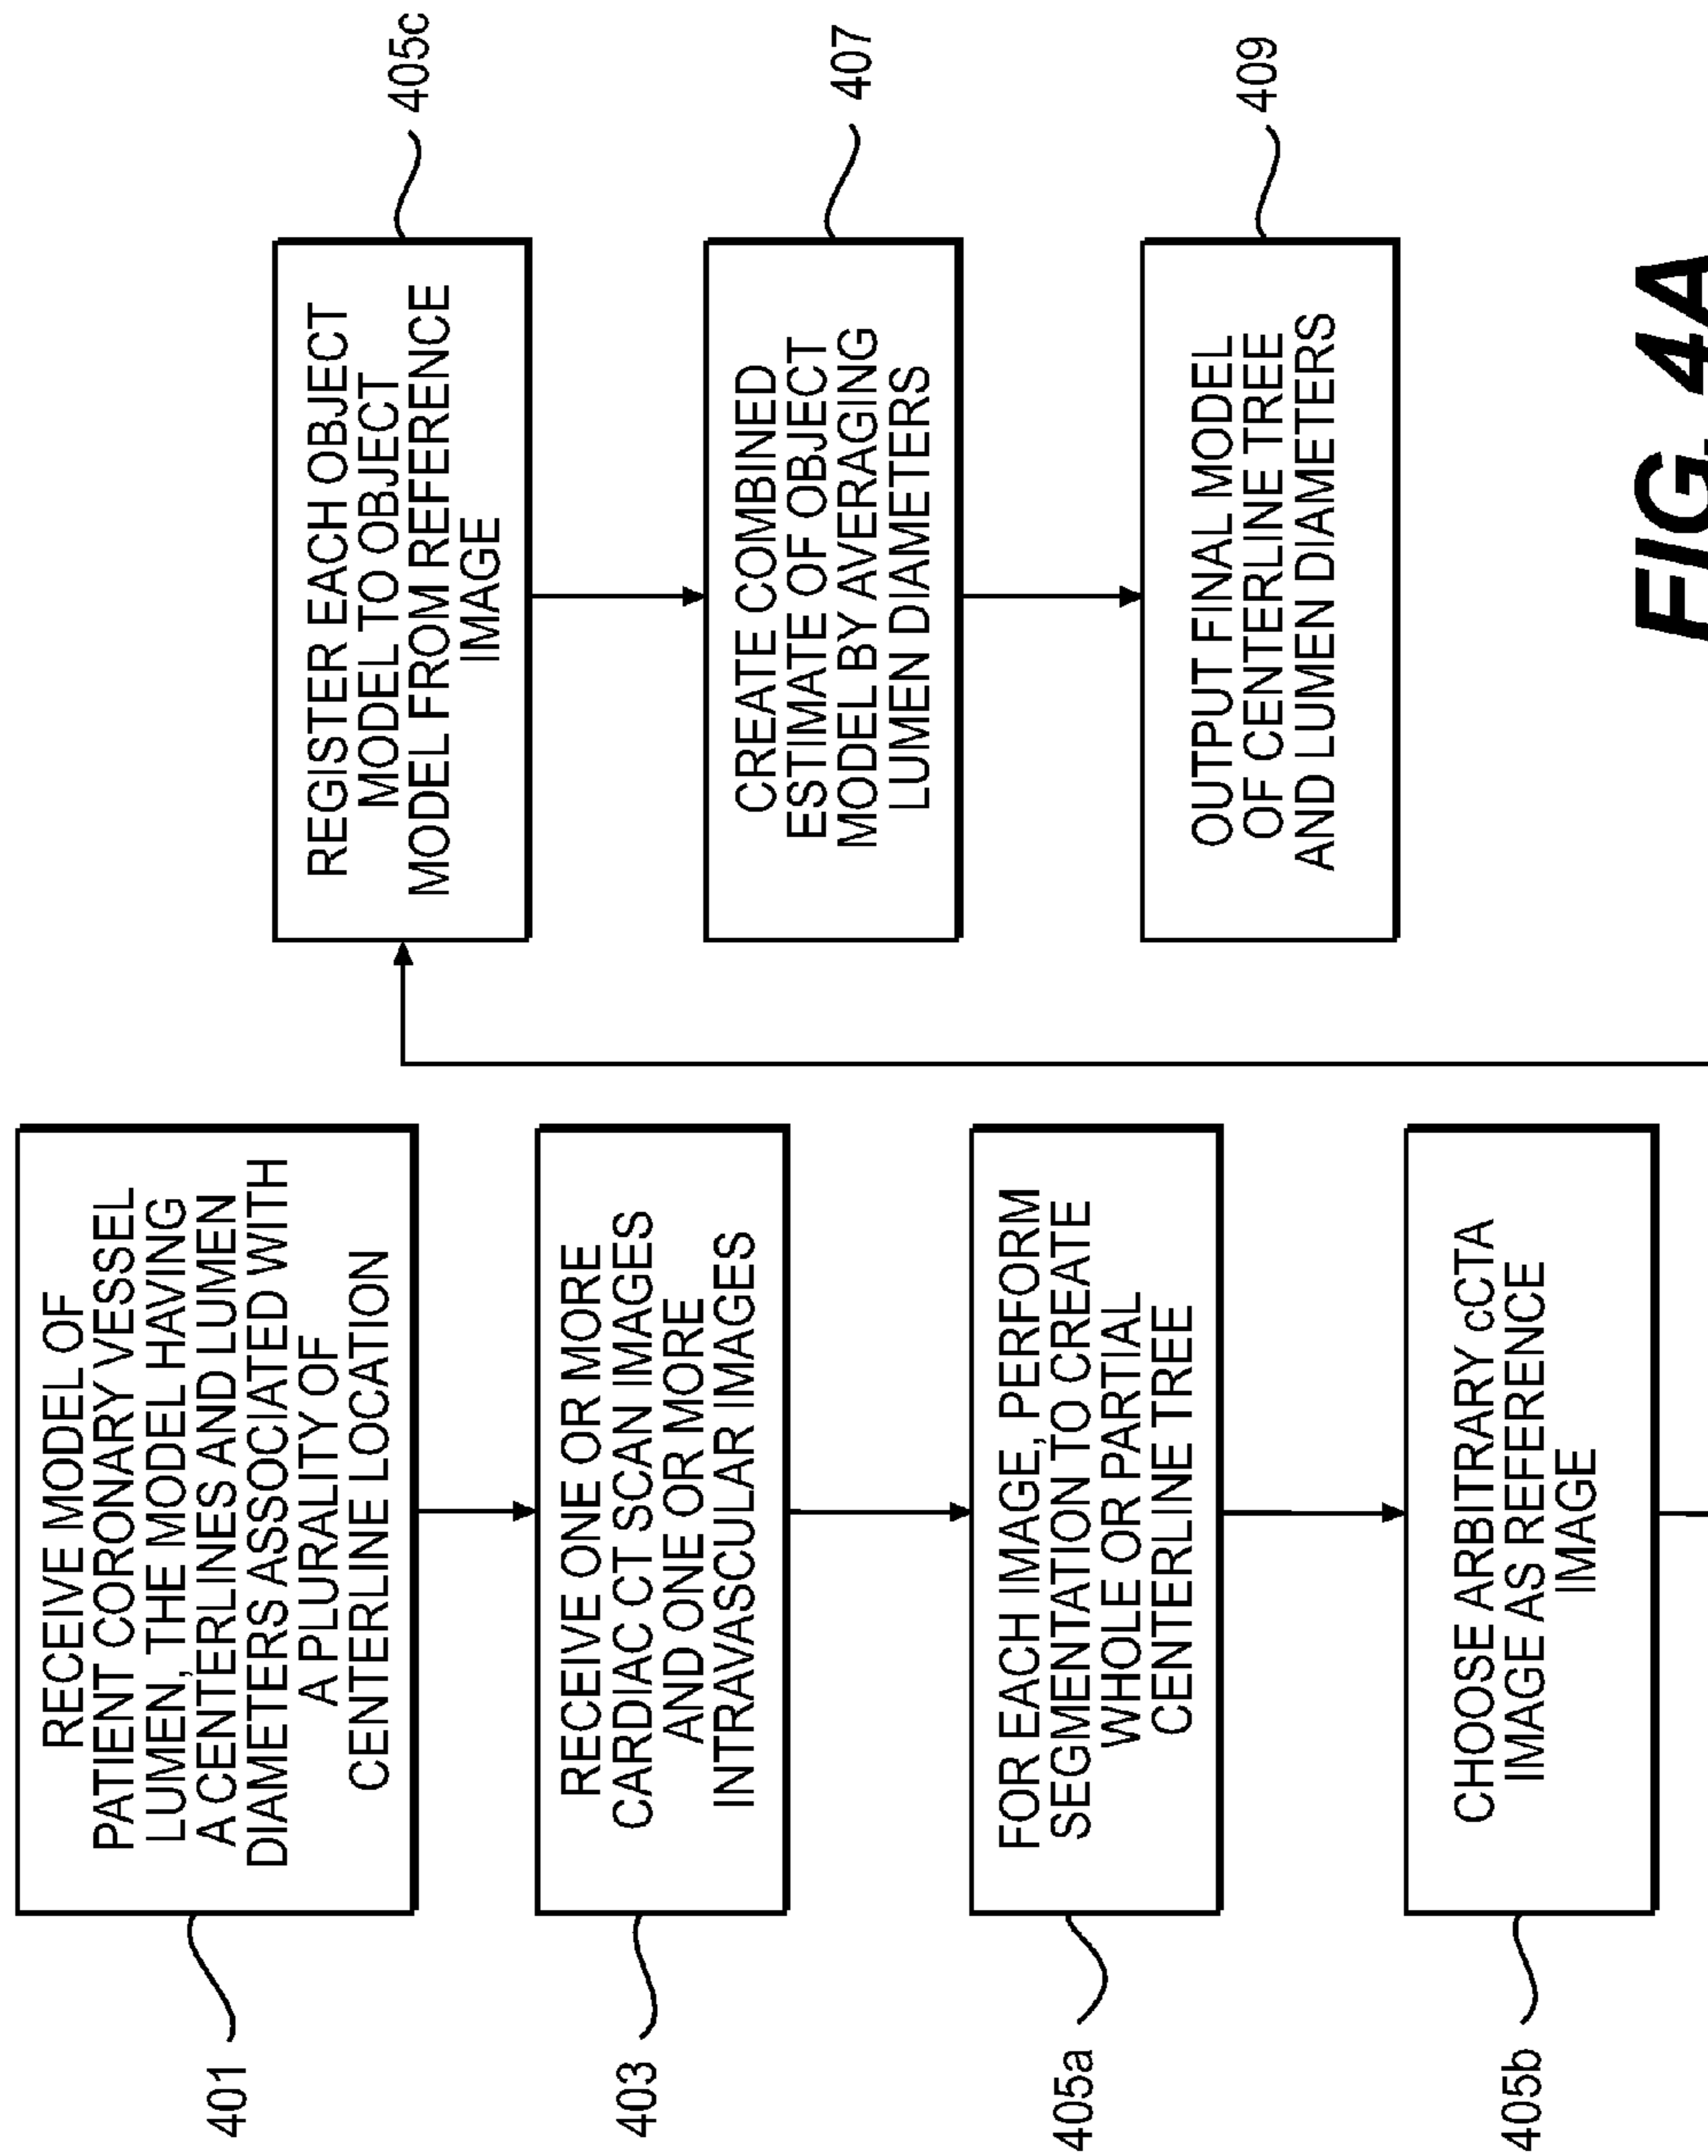 401
RECEIVE MODEL OF
PATIENT CORONARY VESSEL
LUMEN, THE MODEL HAVING
A CENTERLINES AND LUMEN
DIAMETERS ASSOCIATED WITH
A PLURALITY OF
CENTERLINE LOCATION
403
RECEIVE ONE OR MORE
CARDIAC CT SCAN IMAGES
AND ONE OR MORE
INTRAVASCULAR IMAGES
405a
FOR EACH IMAGE, PERFORM
SEGMENTATION TO CREATE
WHOLE OR PARTIAL
CENTERLINE TREE
405b
CHOOSE ARBITRARY cCTA
IMAGE AS REFERENCE
IMAGE
REGISTER EACH OBJECT
MODEL TO OBJECT
MODEL FROM REFERENCE
IMAGE
405c
CREATE COMBINED
ESTIMATE OF OBJECT
MODEL BY AVERAGING
LUMEN DIAMETERS
407
OUTPUT FINAL MODEL
OF CENTERLINE TREE
AND LUMEN DIAMETERS
409
FIG. 4A